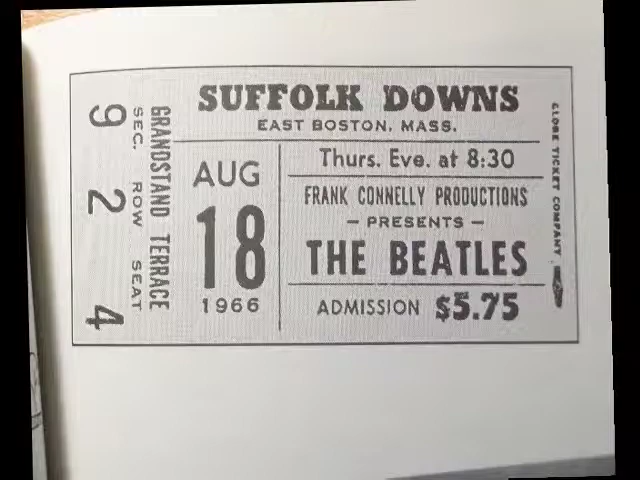 SUFFOLK DOWNS
EAST BOSTON, MASS.
GRANDSTAND TERRACE
SEC. ROW SEAT
9 2 4
AUG
18
1966
Thurs. Eve. at 8:30
FRANK CONNELLY PRODUCTIONS
— PRESENTS —
THE BEATLES
ADMISSION $5.75
GLOBE TICKET COMPANY